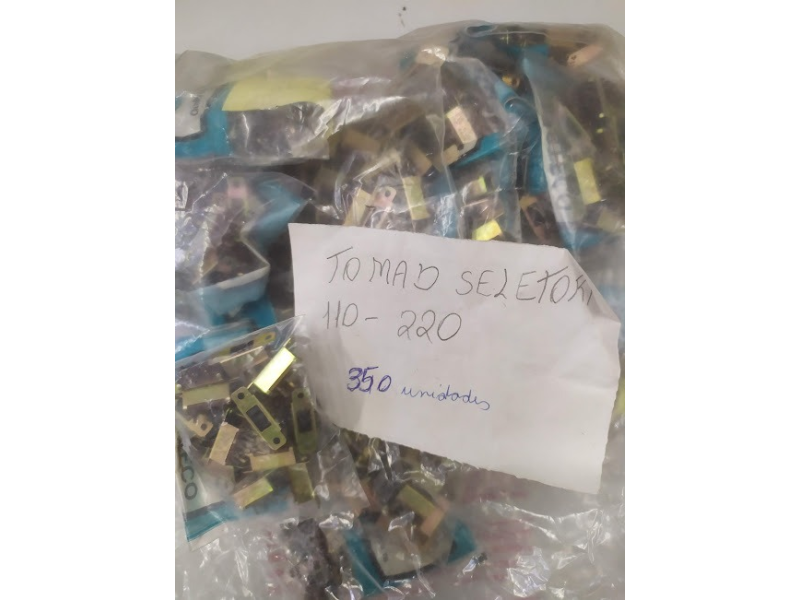 TOMAD SELETORA
110-220
350 unidades